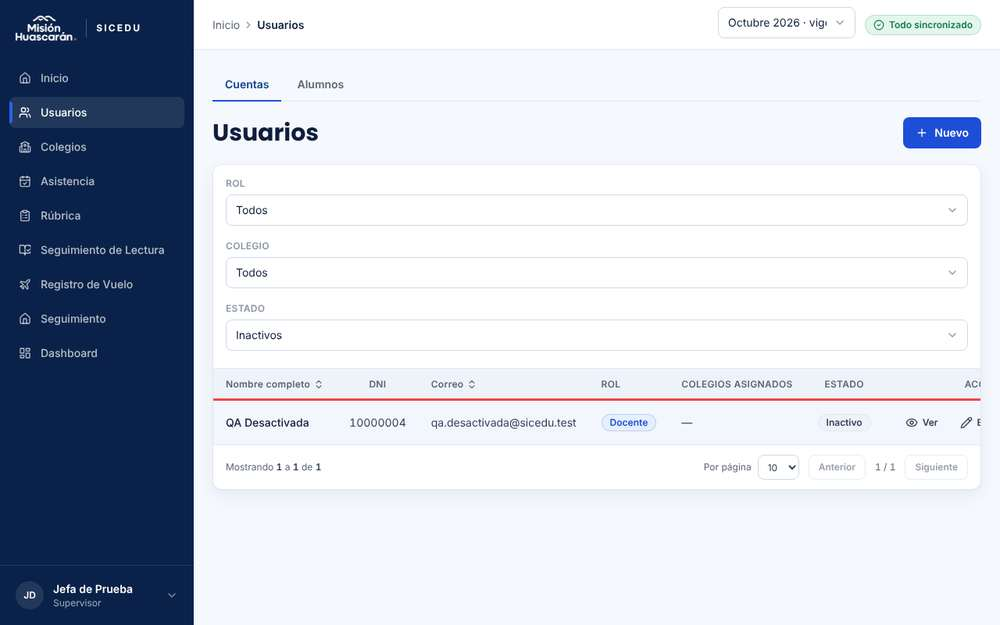 Misión
Huascarán
SICEDU
Inicio
Usuarios
Colegios
Asistencia
Rúbrica
Seguimiento de Lectura
Registro de Vuelo
Seguimiento
Dashboard
JD
Jefa de Prueba
Supervisor
Inicio > Usuarios
Octubre 2026 · vig
Todo sincronizado
Cuentas Alumnos
Usuarios
+ Nuevo
ROL
Todos
COLEGIO
Todos
ESTADO
Inactivos
Nombre completo DNI Correo ROL COLEGIOS ASIGNADOS ESTADO ACC
QA Desactivada 10000004 qa.desactivada@sicedu.test Docente — Inactivo Ver E
Mostrando 1 a 1 de 1 Por página 10 Anterior 1 / 1 Siguiente